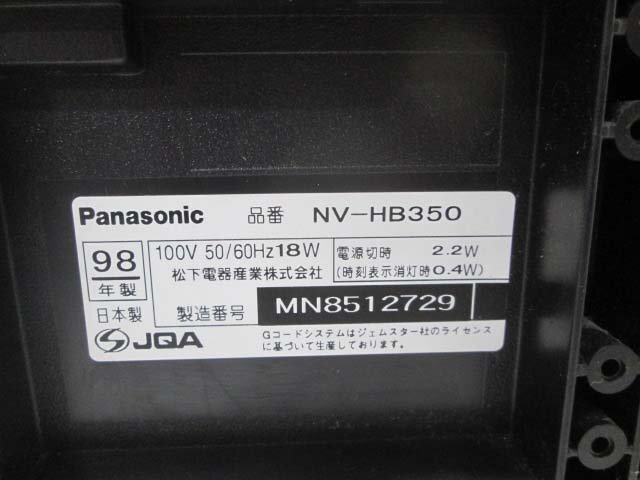 Panasonic 品番 NV-HB350
98年製 100V 50/60Hz 18W 電源切時 2.2W
松下電器産業株式会社 (時刻表示消灯時0.4W)
日本製 製造番号 MN8512729
JQA Gコードシステムはジェムスター社のライセンス
に基づいて生産しております。